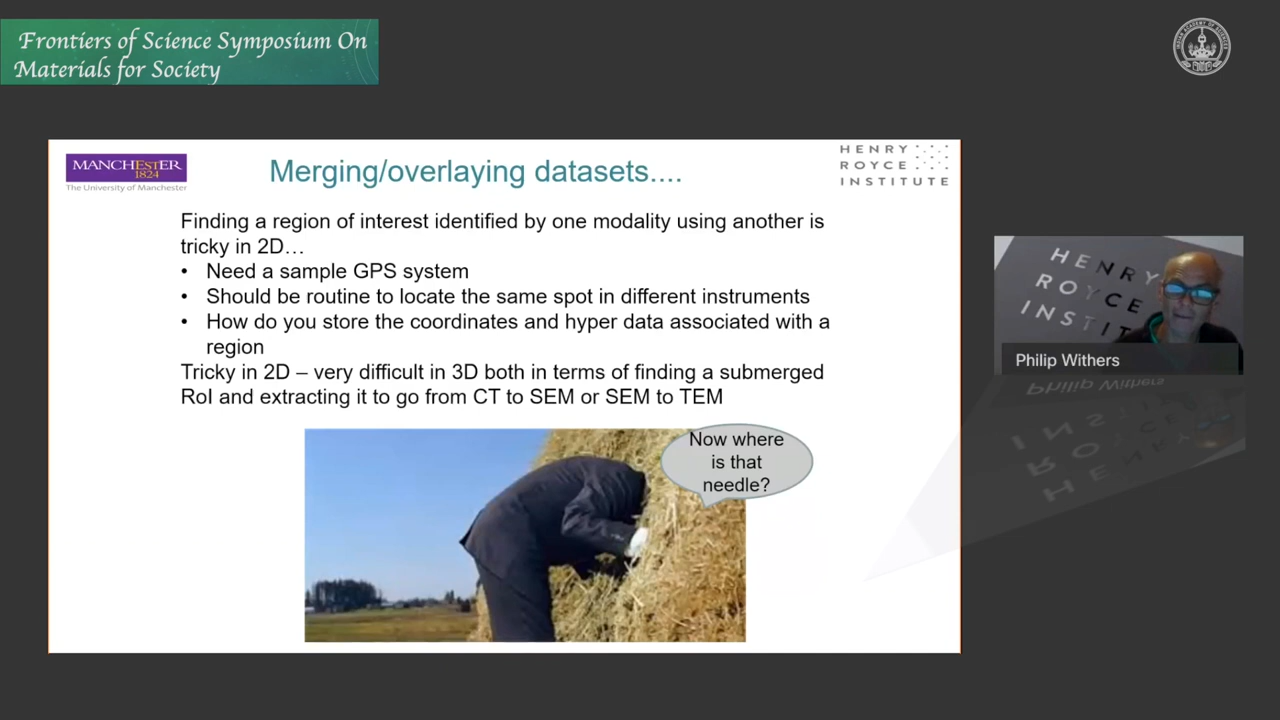 Frontiers of Science Symposium On
Materials for Society
MANCHESTER
1824
The University of Manchester
Merging/overlaying datasets....
HENRY
ROYCE
INSTITUTE
Finding a region of interest identified by one modality using another is
tricky in 2D…
• Need a sample GPS system
• Should be routine to locate the same spot in different instruments
• How do you store the coordinates and hyper data associated with a
region
Tricky in 2D – very difficult in 3D both in terms of finding a submerged
RoI and extracting it to go from CT to SEM or SEM to TEM
Now where
is that
needle?
HENRY
ROYCE
INSTIT
Philip Withers